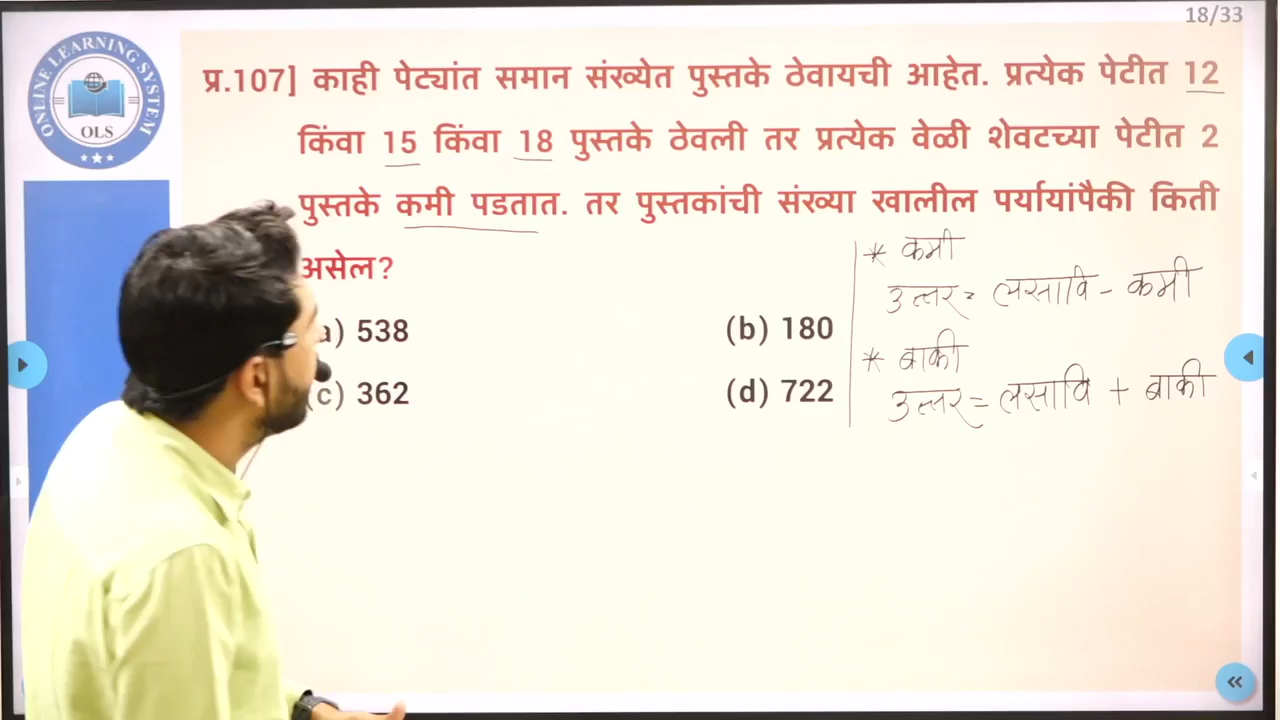 18/33
ONLINE LEARNING SYSTEM
OLS
प्र.107] काही पेट्यांत समान संख्येत पुस्तके ठेवायची आहेत. प्रत्येक पेटीत 12
किंवा 15 किंवा 18 पुस्तके ठेवली तर प्रत्येक वेळी शेवटच्या पेटीत 2
पुस्तके कमी पडतात. तर पुस्तकांची संख्या खालील पर्यायांपैकी किती
असेल?
a) 538 (b) 180
(c) 362 (d) 722
* कमी
उत्तर = लसावि - कमी
* बाकी
उत्तर = लसावि + बाकी